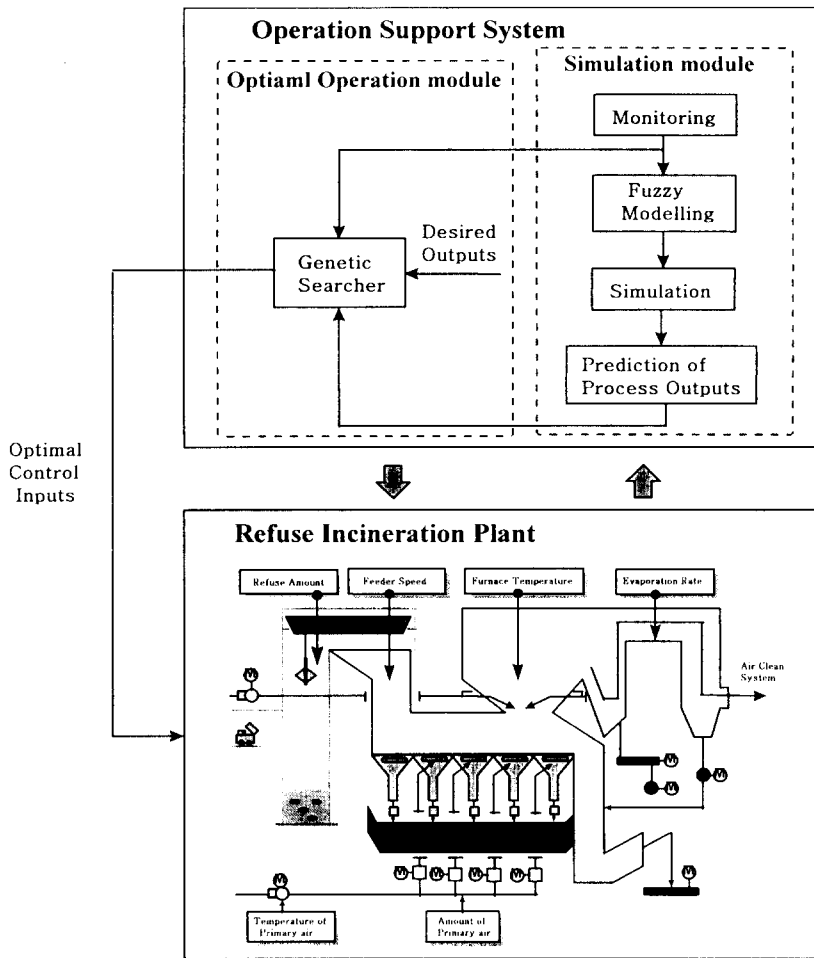 Operation Support System
Optiaml Operation module
Simulation module
Monitoring
Fuzzy
Modelling
Desired
Outputs
Genetic
Searcher
Simulation
Prediction of
Process Outputs
Optimal
Control
Inputs
Refuse Incineration Plant
Refuse Amount
Feeder Speed
Furnace Temperature
Evaporation Rate
Air Clean
System
M
M
M
M
M
M
M
M
M
M
Temperature of
Primary air
Amount of
Primary air